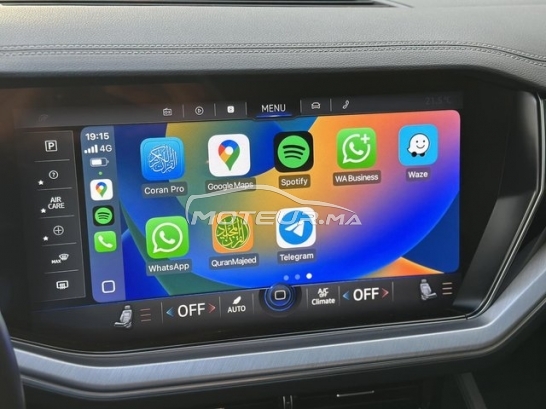 MENU
P
19:15
4G
AIR
CARE
MAX
Coran Pro
Google Maps
Spotify
WA Business
Waze
MOTEUR.MA
WhatsApp
QuranMajeed
Telegram
OFF
AUTO
A/F
Climate
OFF